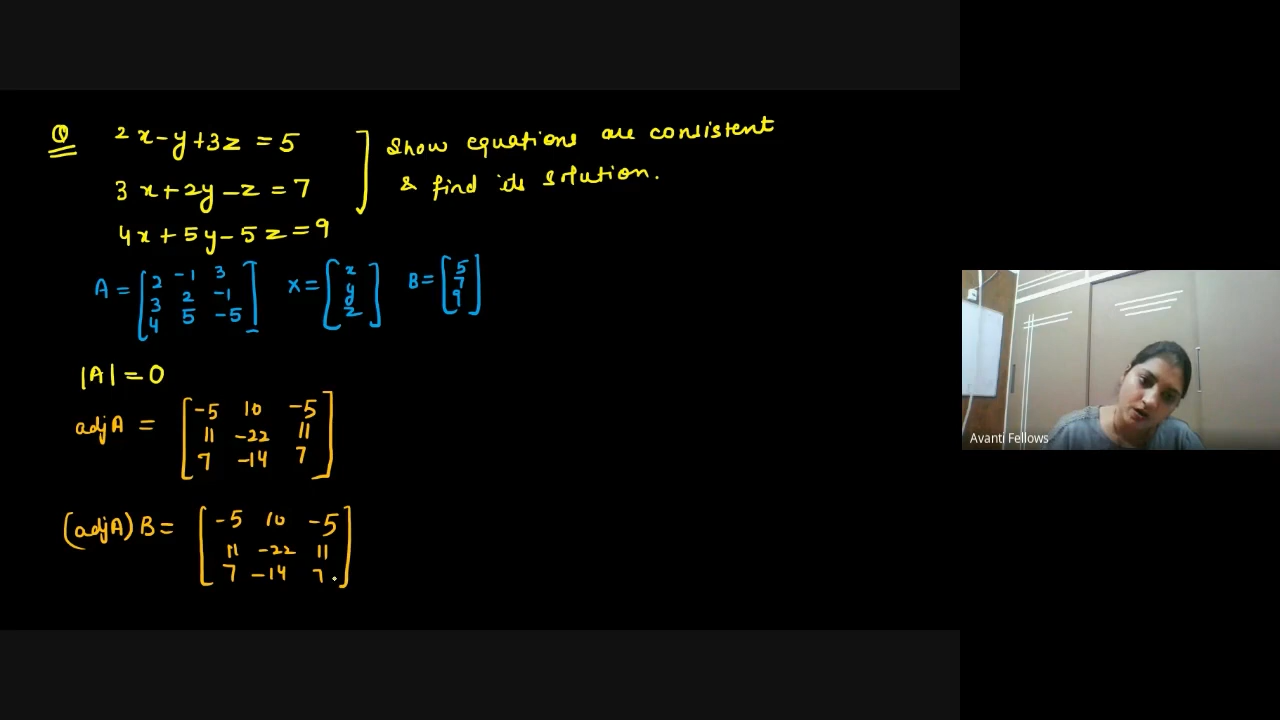 Q 2x-y+3z=5
3x+2y-z=7
4x+5y-5z=9
] Show equations are consistent
& find its solution.
A = [2 -1 3
3 2 -1
4 5 -5] X = [x
y
z] B = [5
7
9]
|A| = 0
adjA = [-5 10 -5
11 -22 11
7 -14 7]
(adjA) B = [-5 10 -5
11 -22 11
7 -14 7]
Avanti Fellows